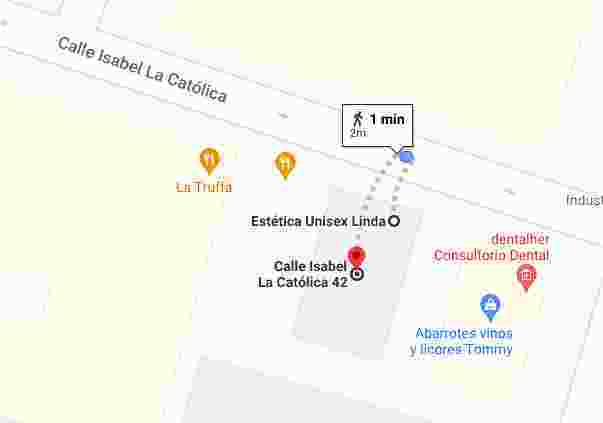 Calle Isabel La Católica
1 min
2m
La Truffa
Estética Unisex Linda
Indust
dentalher
Consultorio Dental
Calle Isabel
La Católica 42
Abarrotes vinos
y licores Tommy